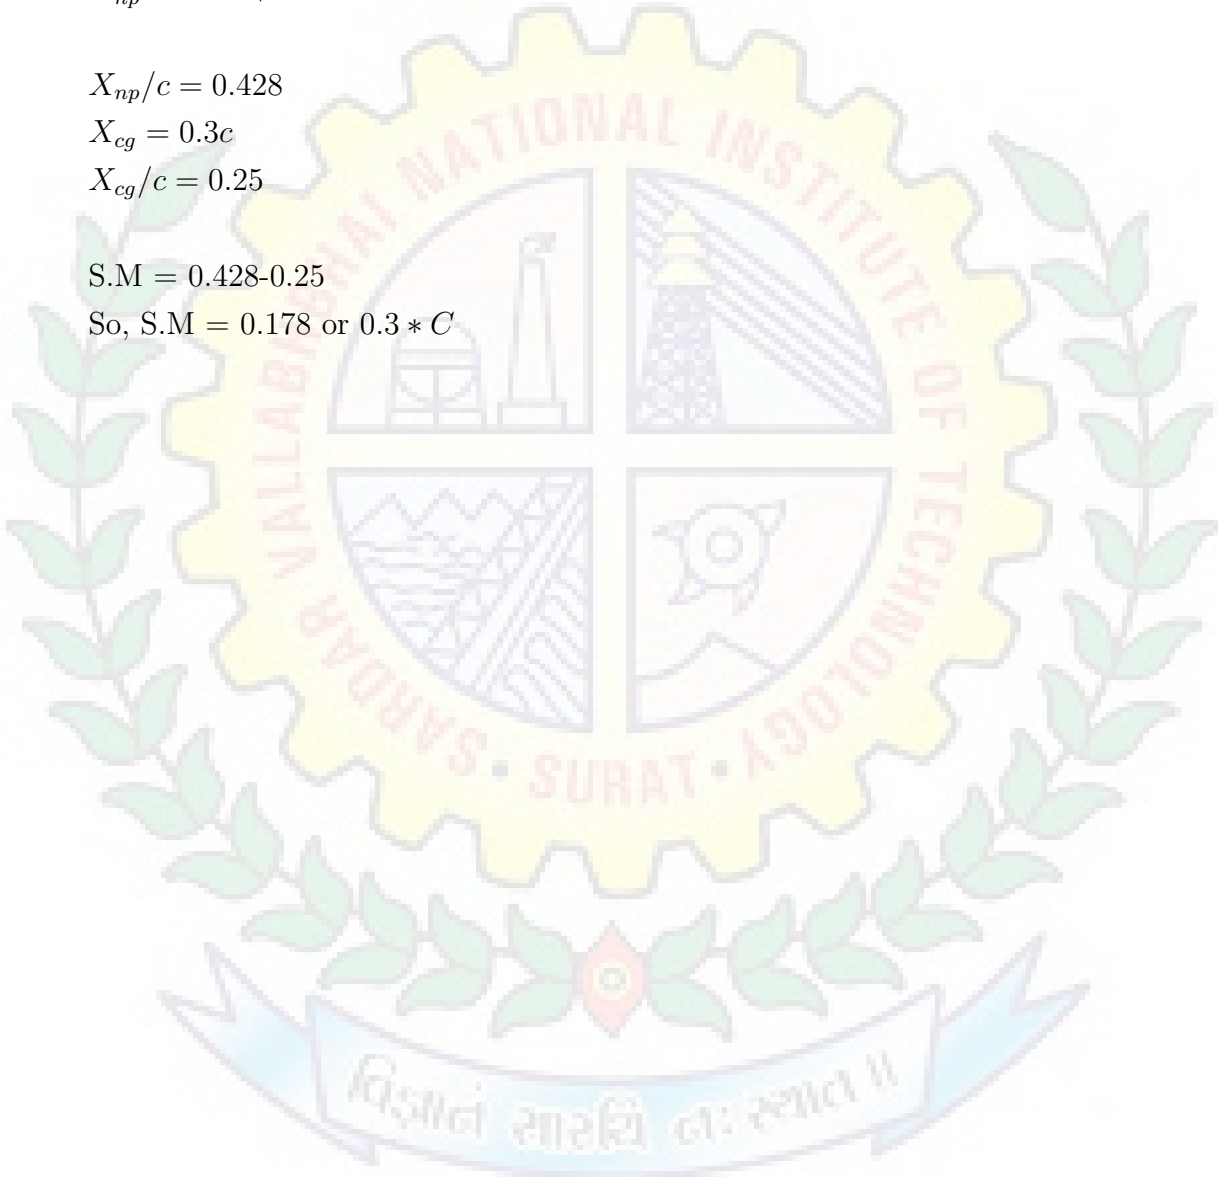 np
X_{np}/c = 0.428
X_{cg} = 0.3c
X_{cg}/c = 0.25
S.M = 0.428-0.25
So, S.M = 0.178 or 0.3 ∗ C
SARDAR VALLABHBHAI NATIONAL INSTITUTE OF TECHNOLOGY
• SURAT •